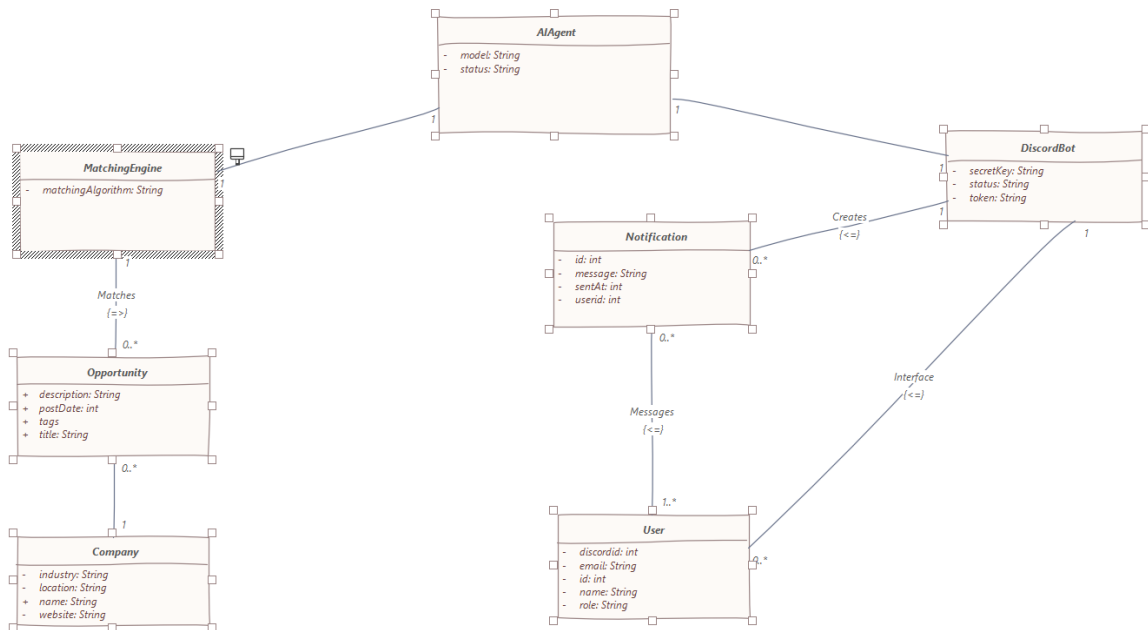 AIAgent
- model: String
- status: String
1
1
MatchingEngine
- matchingAlgorithm: String
1
1
Matches
{=>}
0..*
Opportunity
+ description: String
+ postDate: int
+ tags
+ title: String
0..*
1
Company
- industry: String
- location: String
+ name: String
- website: String
DiscordBot
- secretKey: String
- status: String
- token: String
1
1
1
Creates
{<=}
0..*
Notification
- id: int
- message: String
- sentAt: int
- userid: int
0..*
Messages
{<=}
1..*
Interface
{<=}
0..*
User
- discordid: int
- email: String
- id: int
- name: String
- role: String